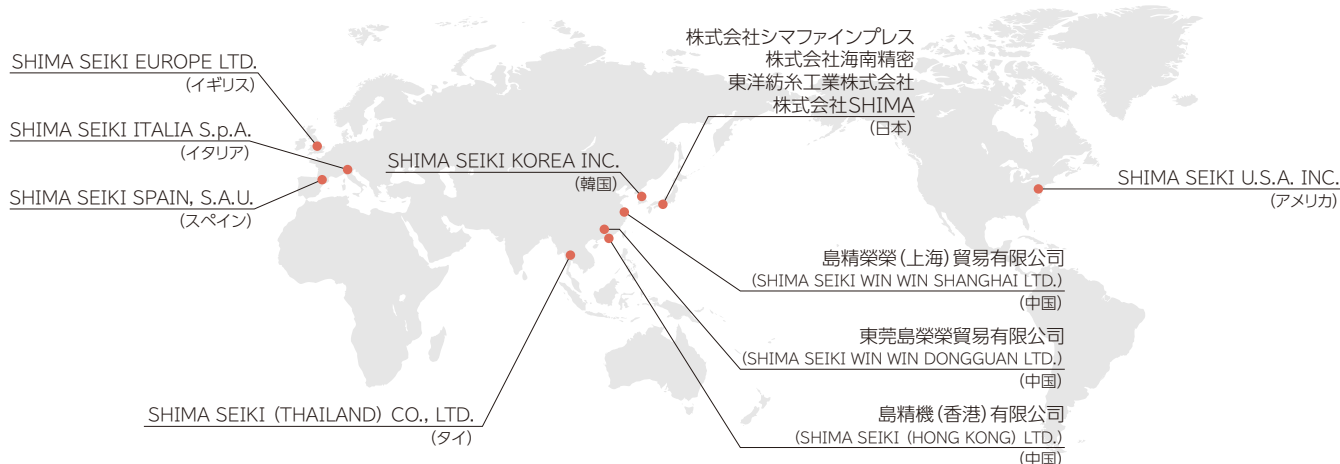 SHIMA SEIKI EUROPE LTD.
(イギリス)
SHIMA SEIKI ITALIA S.p.A.
(イタリア)
SHIMA SEIKI SPAIN, S.A.U.
(スペイン)
SHIMA SEIKI KOREA INC.
(韓国)
株式会社シマファインプレス
株式会社海南精密
東洋紡糸工業株式会社
株式会社SHIMA
(日本)
SHIMA SEIKI U.S.A. INC.
(アメリカ)
島精榮榮(上海)貿易有限公司
(SHIMA SEIKI WIN WIN SHANGHAI LTD.)
(中国)
東莞島榮榮貿易有限公司
(SHIMA SEIKI WIN WIN DONGGUAN LTD.)
(中国)
島精機(香港)有限公司
(SHIMA SEIKI (HONG KONG) LTD.)
(中国)
SHIMA SEIKI (THAILAND) CO., LTD.
(タイ)